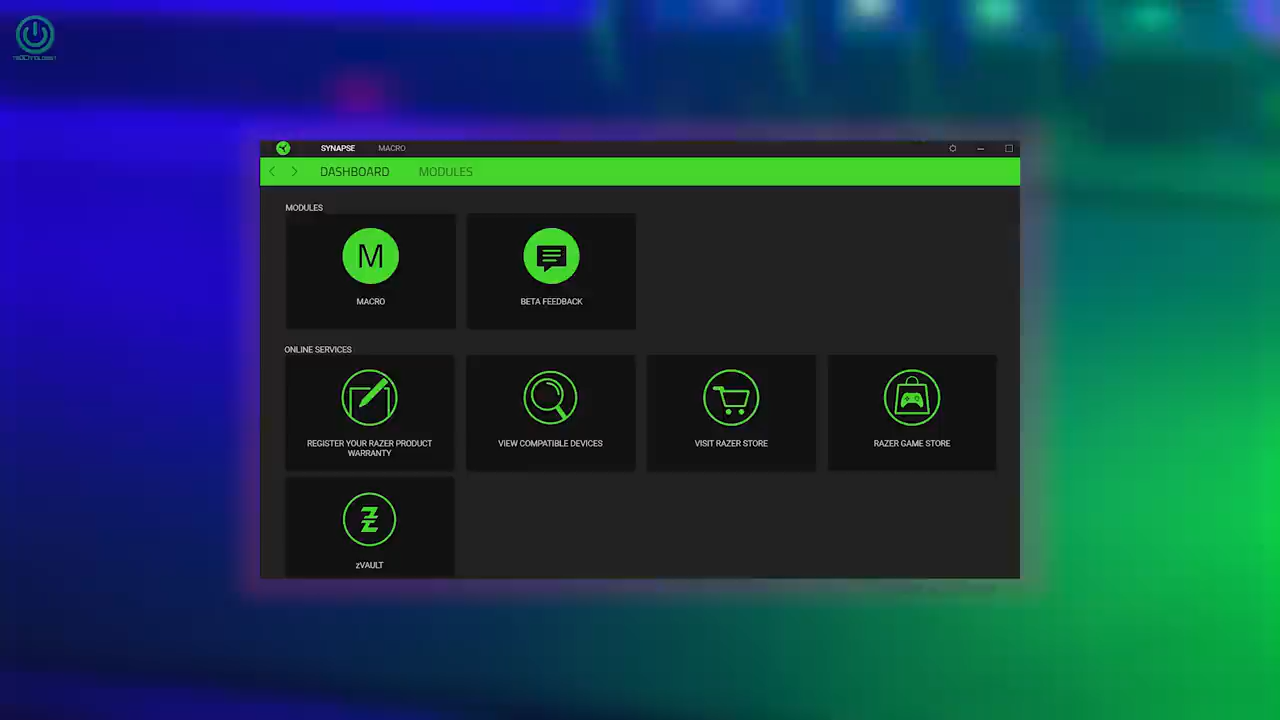 SYNAPSE MACRO
DASHBOARD MODULES
MODULES
M
MACRO
BETA FEEDBACK
ONLINE SERVICES
REGISTER YOUR RAZER PRODUCT
WARRANTY
VIEW COMPATIBLE DEVICES
VISIT RAZER STORE
RAZER GAME STORE
zVAULT